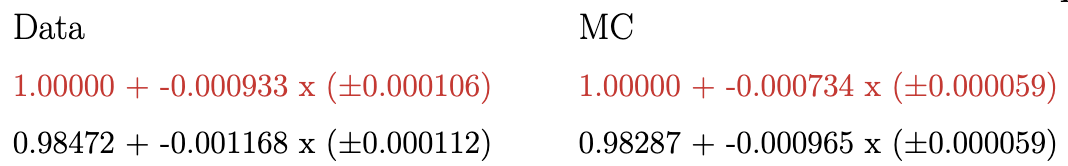 Data MC
1.00000 + -0.000933 x (±0.000106) 1.00000 + -0.000734 x (±0.000059)
0.98472 + -0.001168 x (±0.000112) 0.98287 + -0.000965 x (±0.000059)